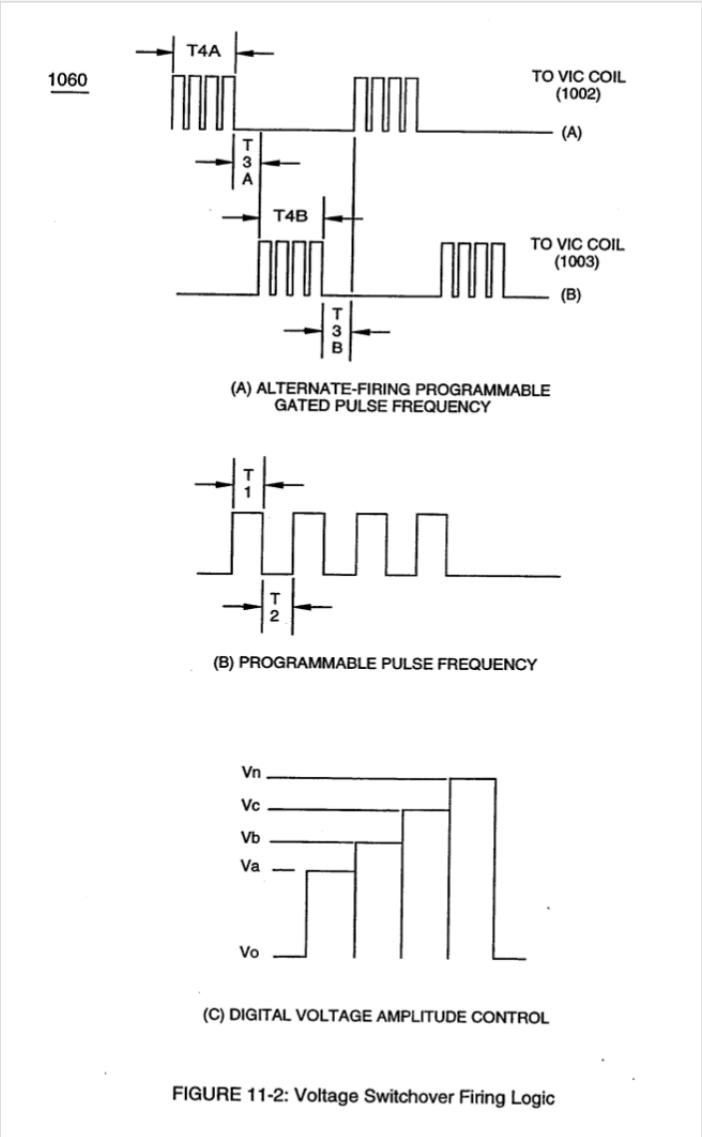 T4A
1060
TO VIC COIL
(1002)
(A)
T
3
A
T4B
TO VIC COIL
(1003)
(B)
T
3
B
(A) ALTERNATE-FIRING PROGRAMMABLE
GATED PULSE FREQUENCY
T
1
T
2
(B) PROGRAMMABLE PULSE FREQUENCY
Vn
Vc
Vb
Va
Vo
(C) DIGITAL VOLTAGE AMPLITUDE CONTROL
FIGURE 11-2: Voltage Switchover Firing Logic